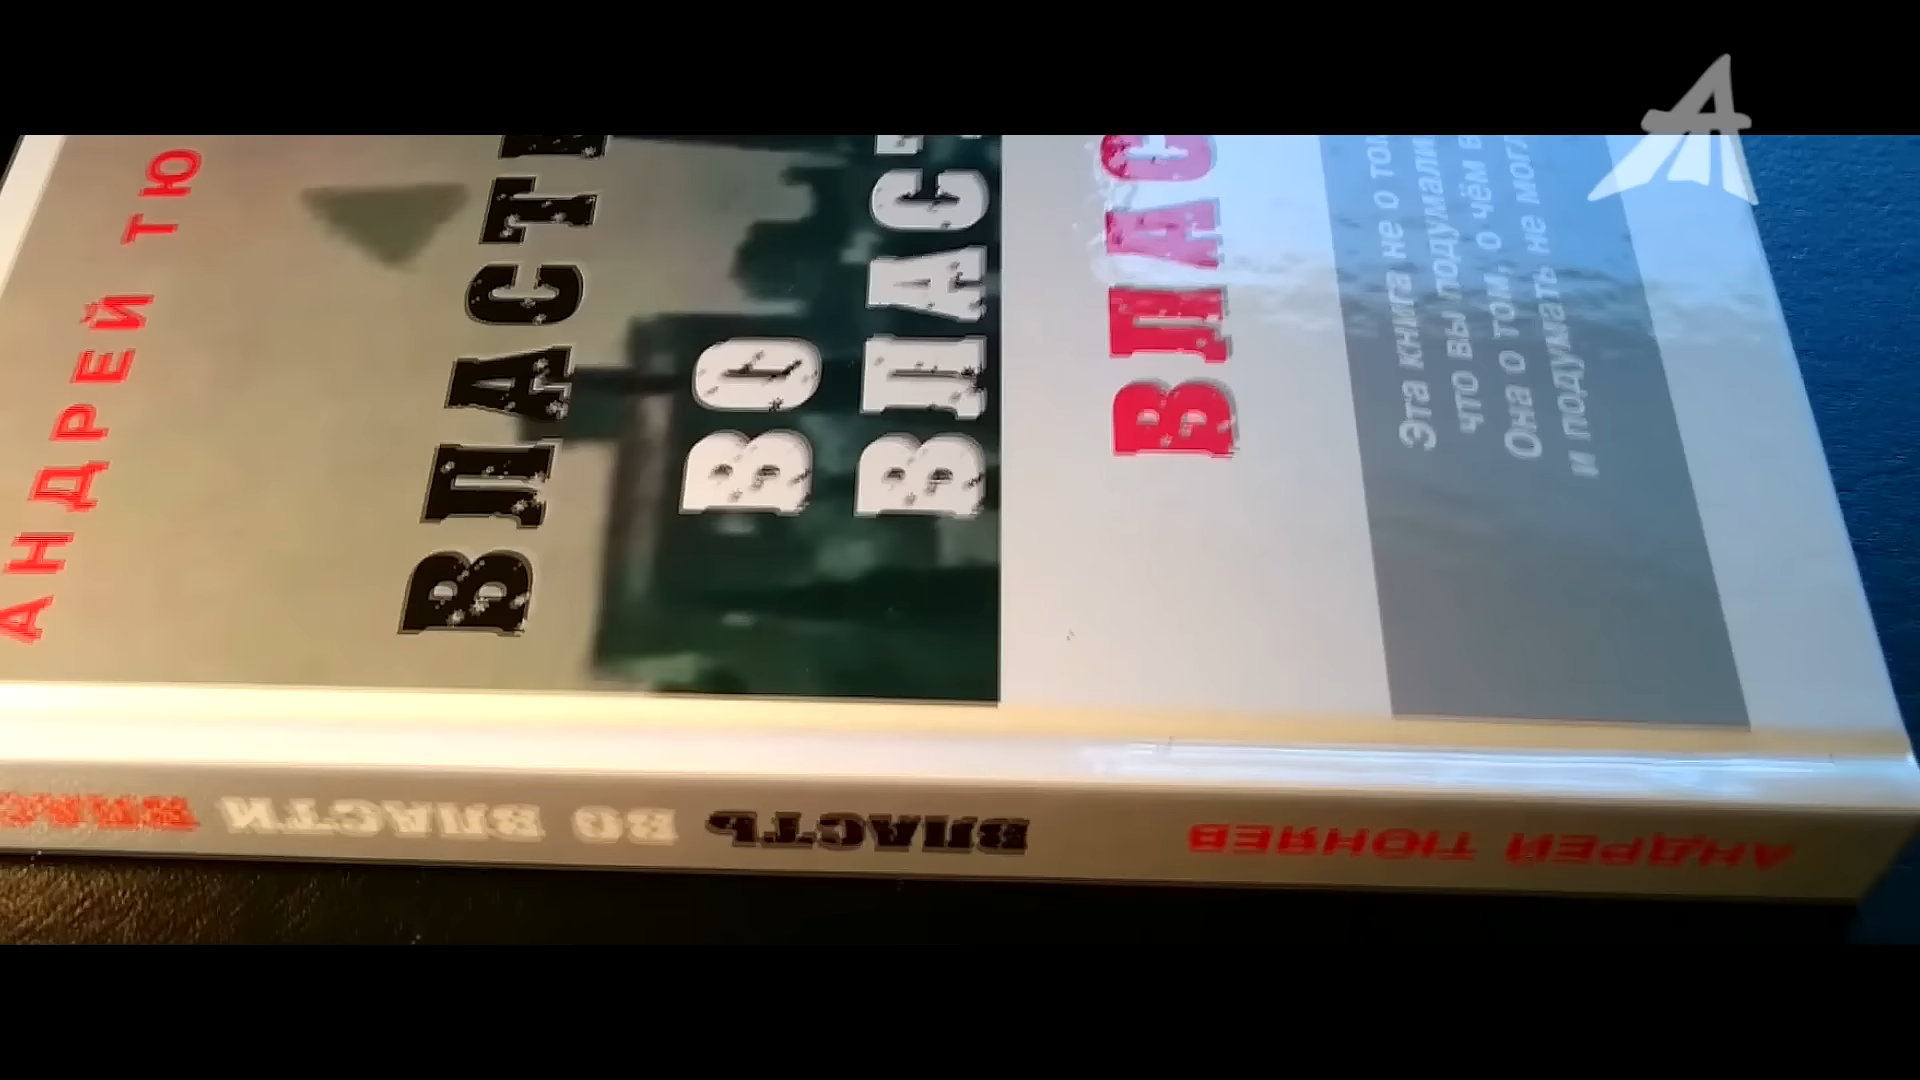 АНДРЕЙ ТЮ
ВЛАСТЬ
ВО
ВЛАСТ
ВЛАС
Эта книга не о том
что вы подумали
Она о том, о чём в
и подумать не могл
АНДРЕЙ ТЮНЯЕВ ВЛАСТЬ ВО ВЛАСТИ